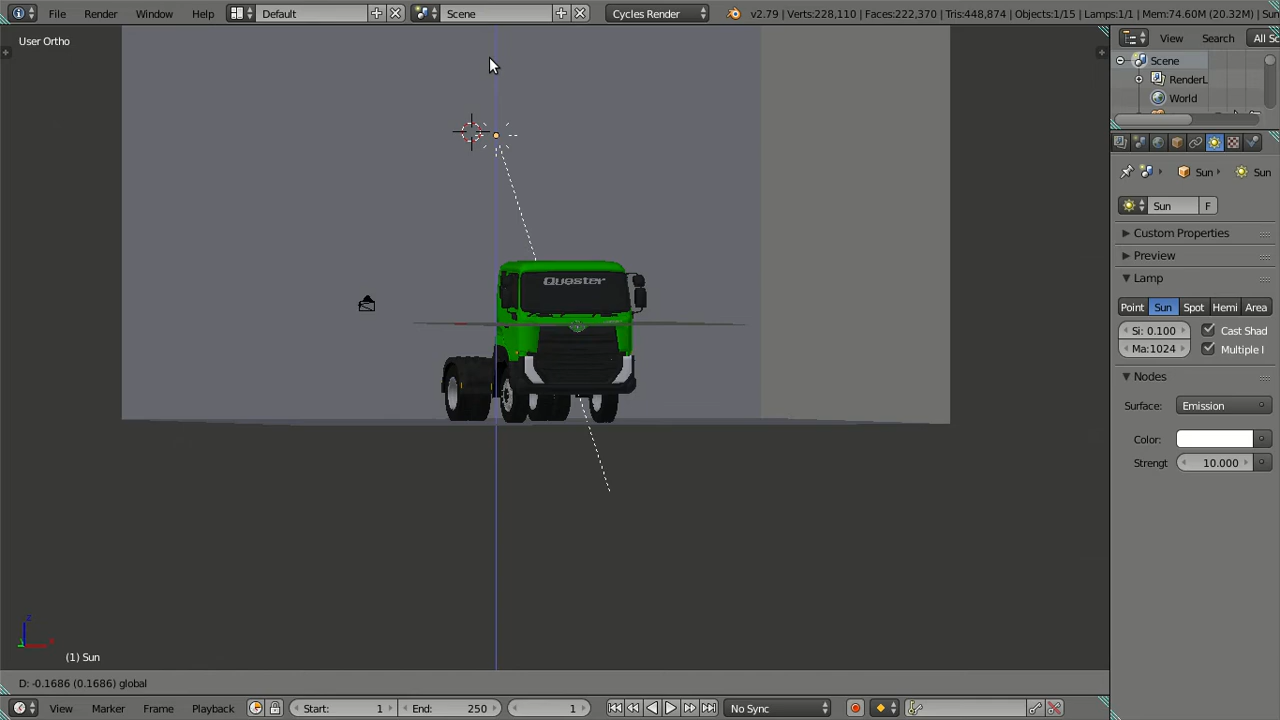 File Render Window Help Default Scene Cycles Render v2.79 | Verts:228,110 | Faces:222,370 | Tris:448,874 | Objects:1/15 | Lamps:1/1 | Mem:74.60M (20.32M) | Sun
User Ortho
View Search All Sc
Scene
RenderL
World
Sun Sun
Sun F
Custom Properties
Preview
Lamp
Point Sun Spot Hemi Area
Si: 0.100 Cast Shad
Ma:1024 Multiple I
Nodes
Surface: Emission
Color:
Strengt 10.000
Quester
z
x
(1) Sun
D: -0.1686 (0.1686) global
View Marker Frame Playback Start: 1 End: 250 1 No Sync